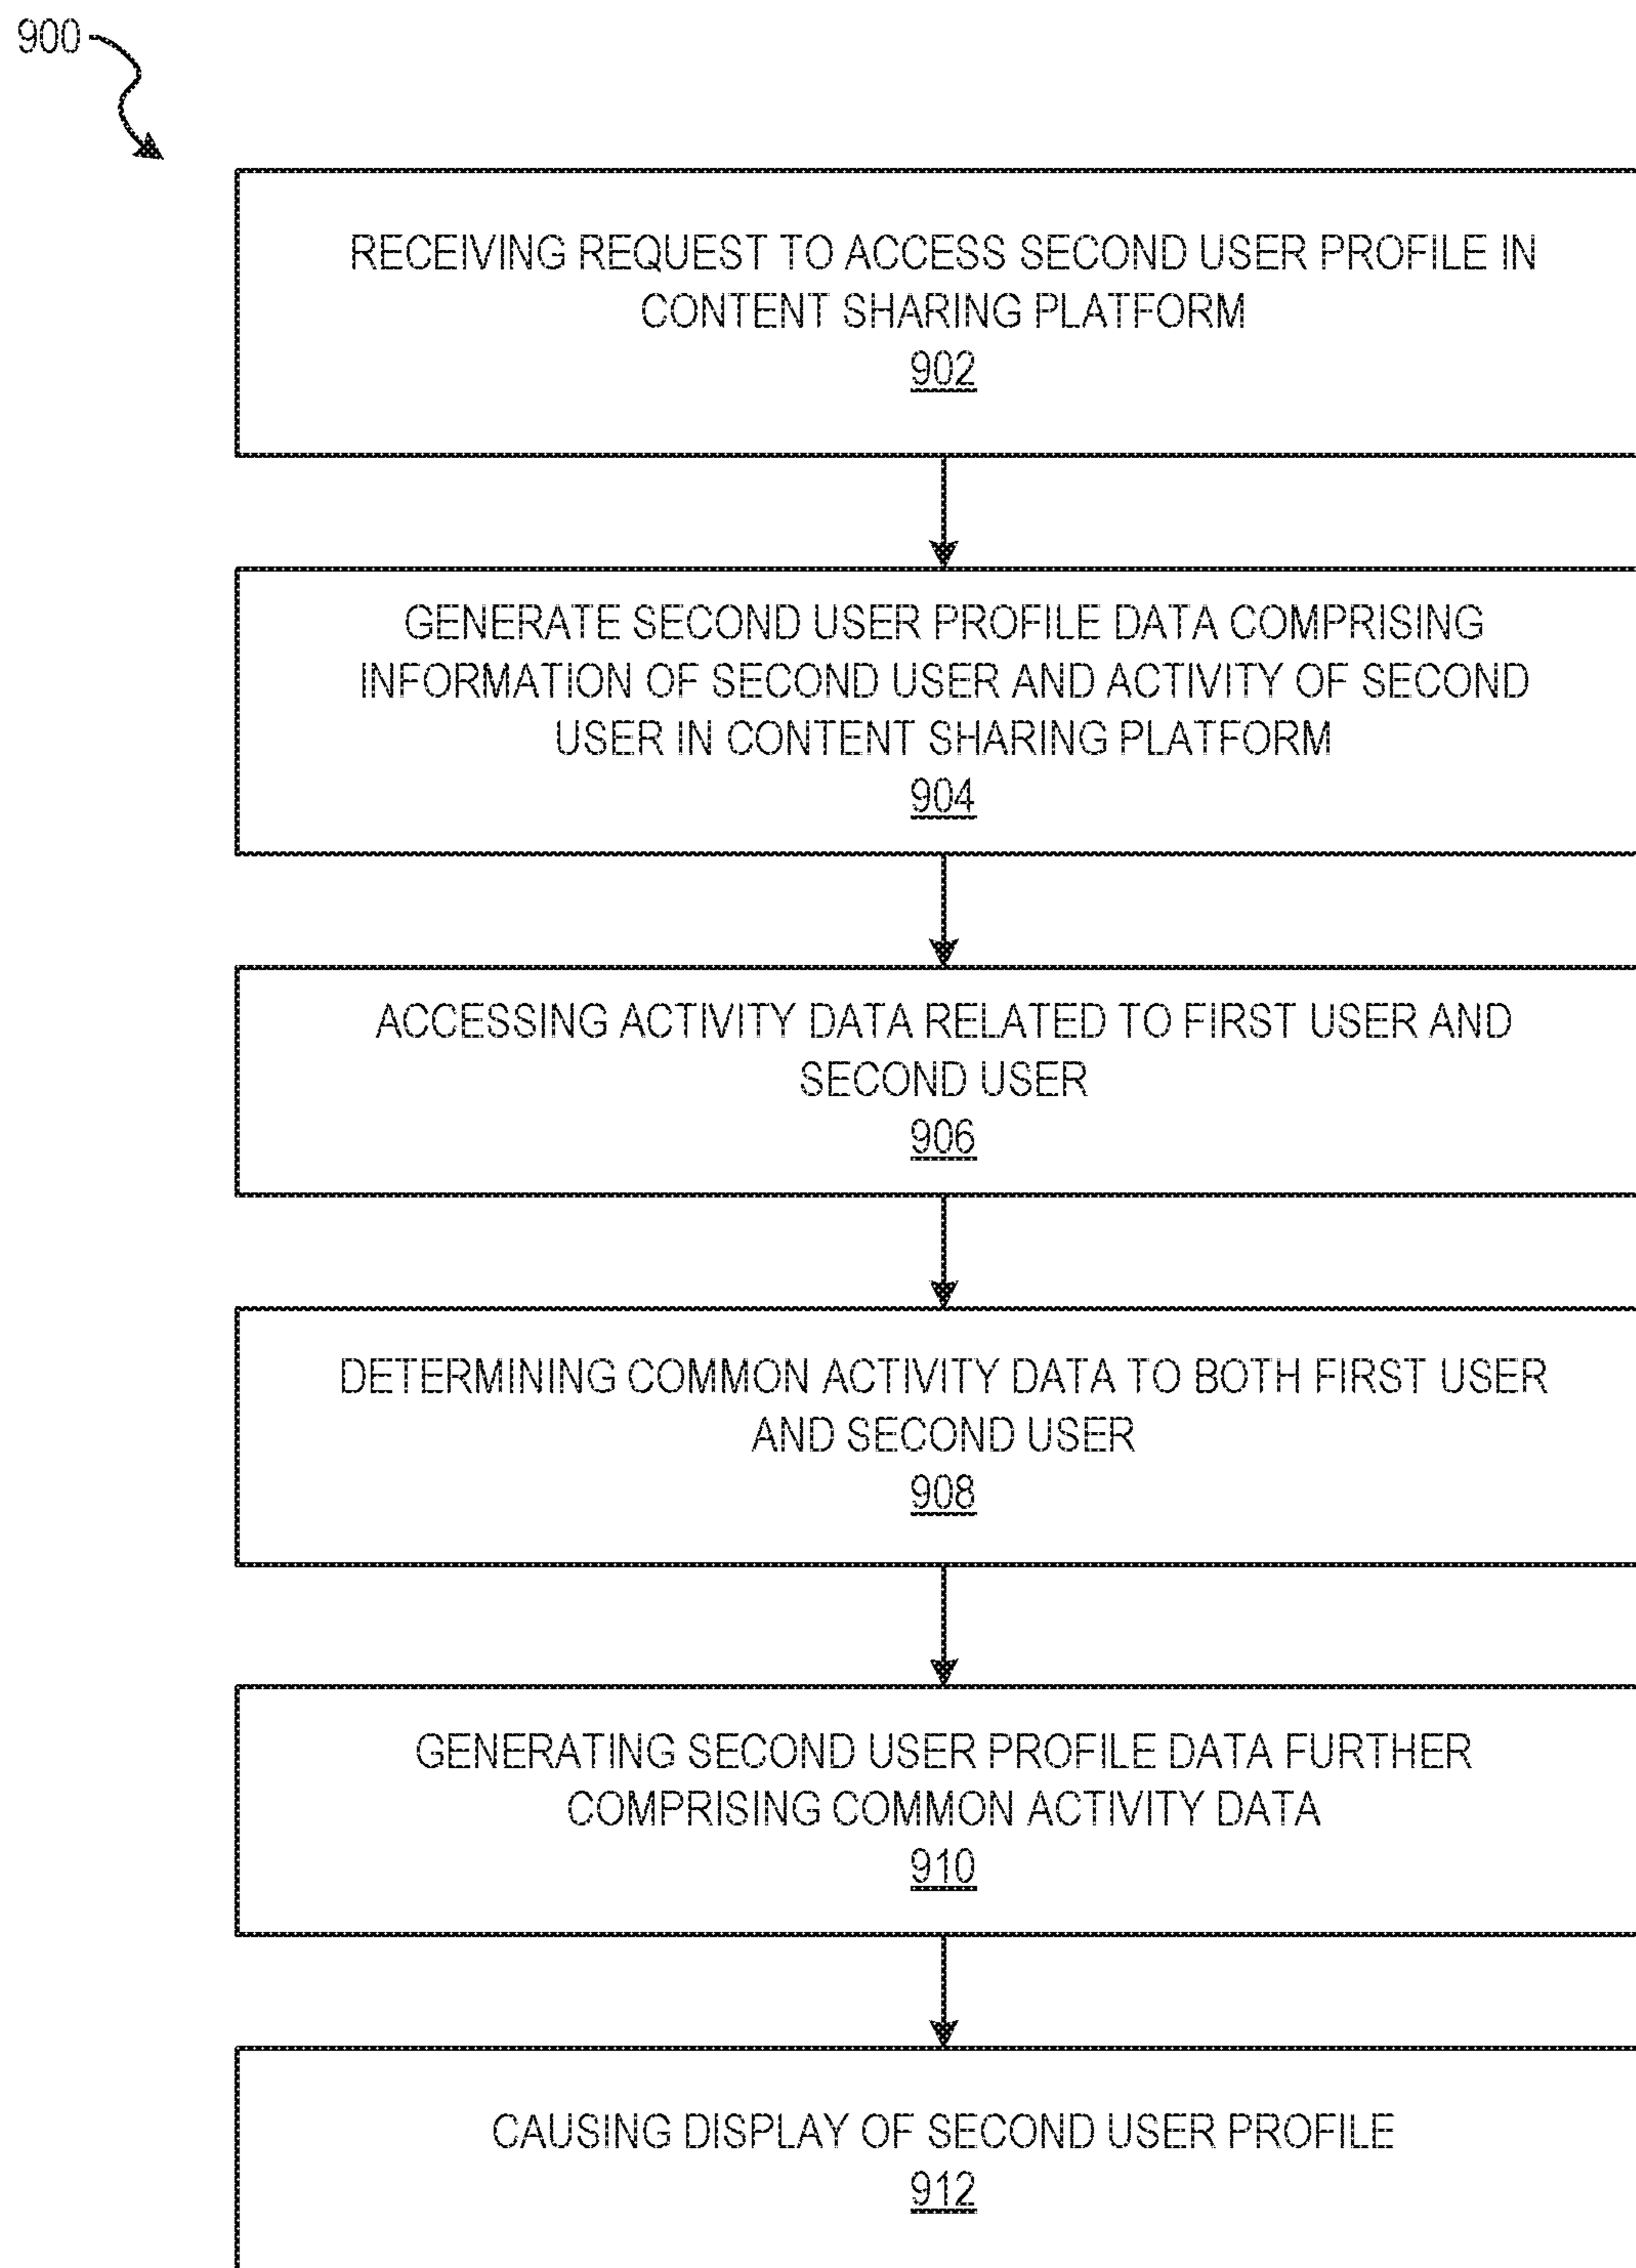 900
RECEIVING REQUEST TO ACCESS SECOND USER PROFILE IN
CONTENT SHARING PLATFORM
902
GENERATE SECOND USER PROFILE DATA COMPRISING
INFORMATION OF SECOND USER AND ACTIVITY OF SECOND
USER IN CONTENT SHARING PLATFORM
904
ACCESSING ACTIVITY DATA RELATED TO FIRST USER AND
SECOND USER
906
DETERMINING COMMON ACTIVITY DATA TO BOTH FIRST USER
AND SECOND USER
908
GENERATING SECOND USER PROFILE DATA FURTHER
COMPRISING COMMON ACTIVITY DATA
910
CAUSING DISPLAY OF SECOND USER PROFILE
912